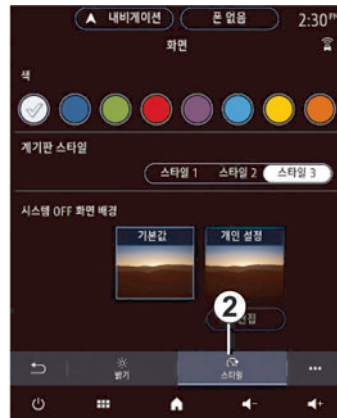 내비게이션 폰 없음 2:30 PM
화면
색
계기판 스타일
스타일 1 스타일 2 스타일 3
시스템 OFF 화면 배경
기본값 개인 설정
2
밝기 스타일